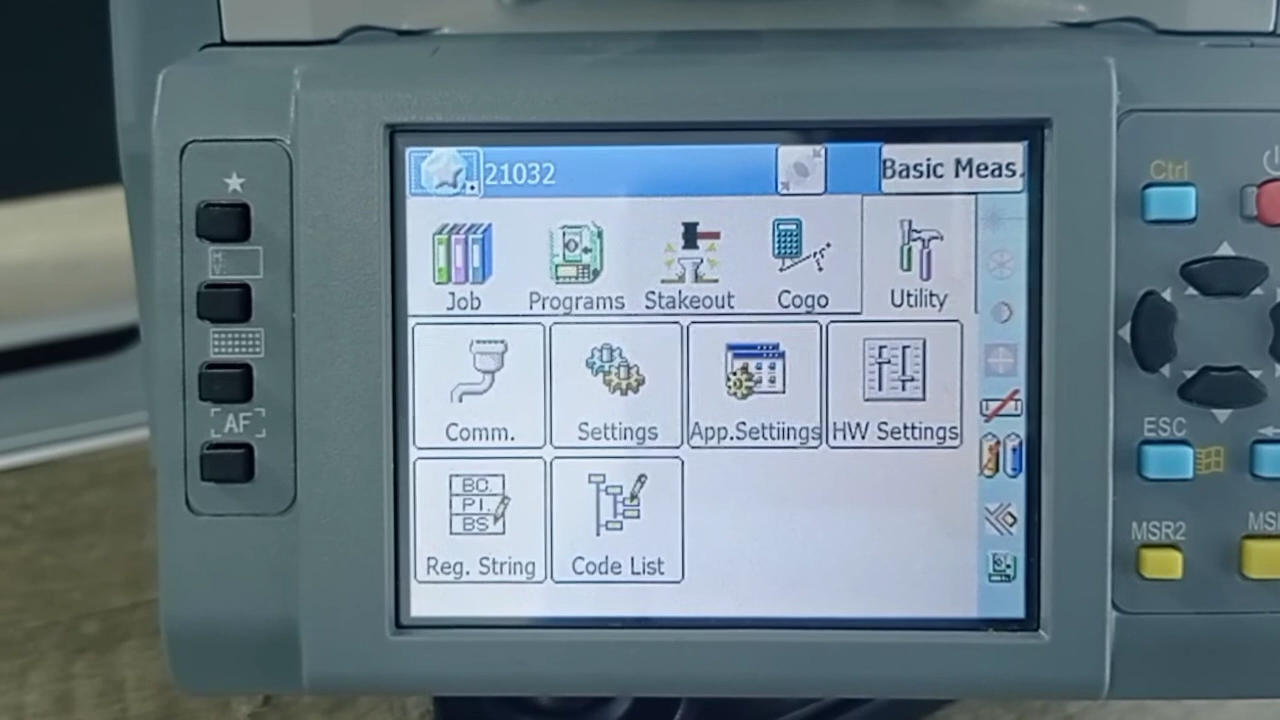 21032
Basic Meas.
Job
Programs
Stakeout
Cogo
Utility
Comm.
Settings
App.Settiings
HW Settings
BC.
PI.
BS
Reg. String
Code List
AF
Ctrl
ESC
MSR2